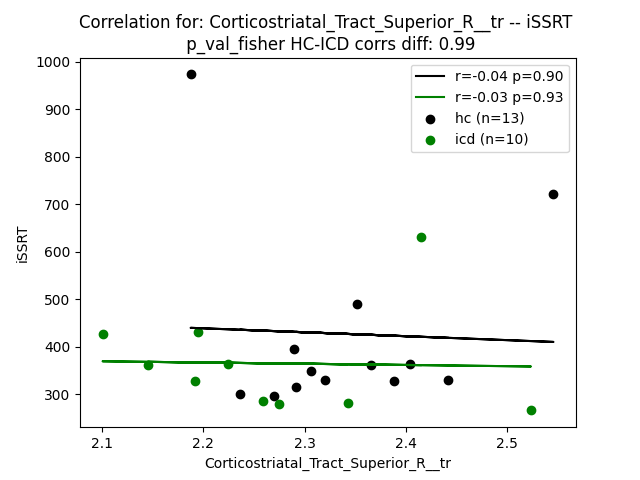 Correlation for: Corticostriatal_Tract_Superior_R__tr -- iSSRT
p_val_fisher HC-ICD corrs diff: 0.99
r=-0.04 p=0.90
r=-0.03 p=0.93
hc (n=13)
icd (n=10)
iSSRT
1000
900
800
700
600
500
400
300
2.1 2.2 2.3 2.4 2.5
Corticostriatal_Tract_Superior_R__tr